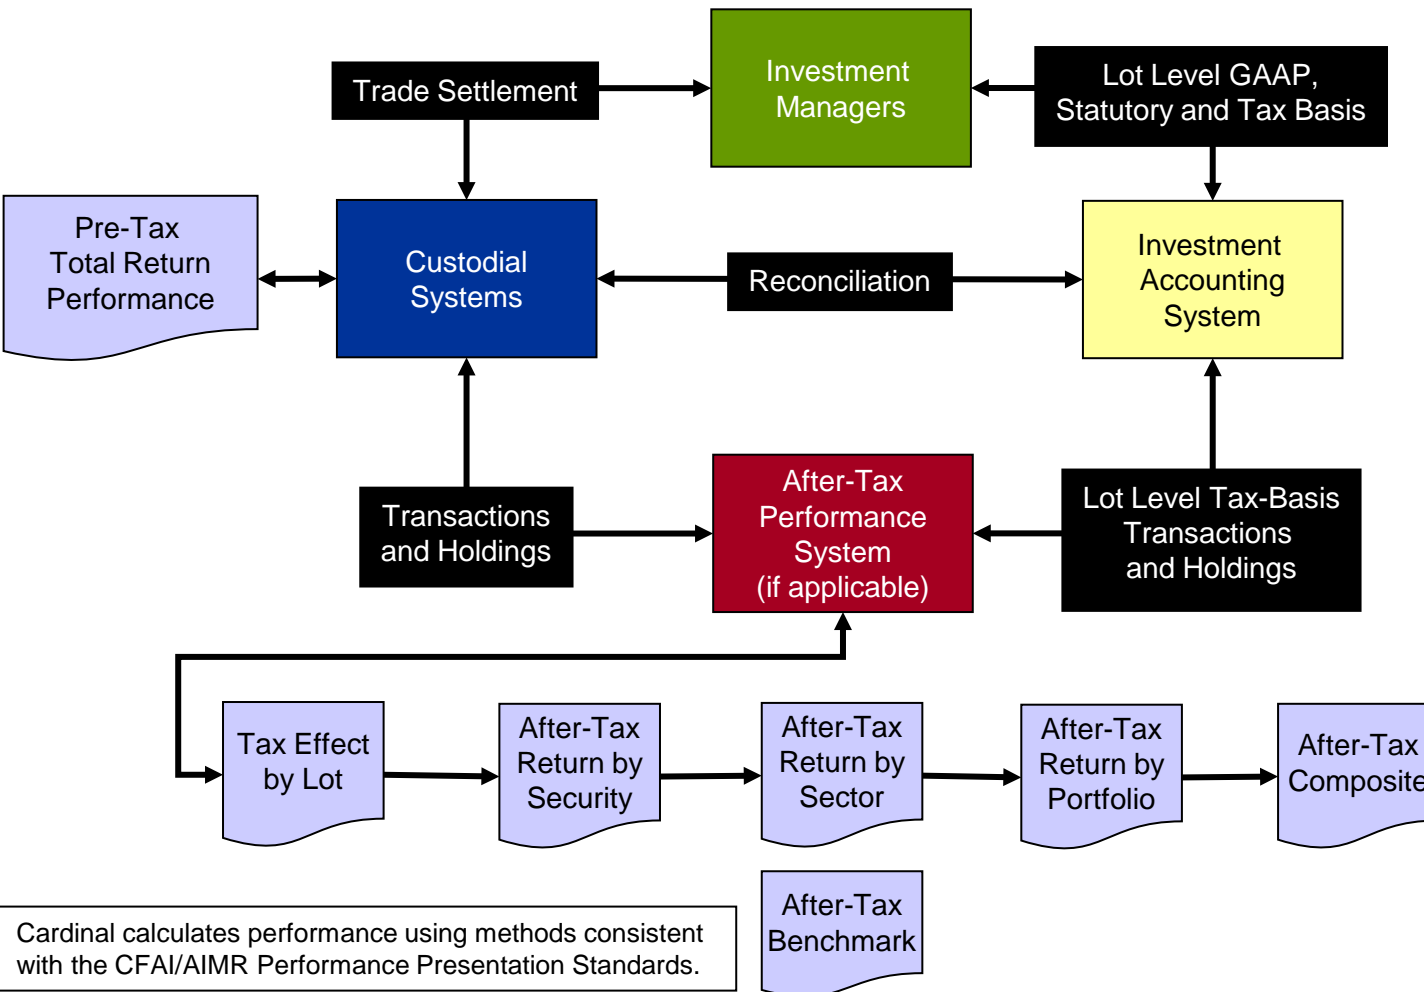 Trade Settlement
Investment
Managers
Lot Level GAAP,
Statutory and Tax Basis
Pre-Tax
Total Return
Performance
Custodial
Systems
Reconciliation
Investment
Accounting
System
Transactions
and Holdings
After-Tax
Performance
System
(if applicable)
Lot Level Tax-Basis
Transactions
and Holdings
Tax Effect
by Lot
After-Tax
Return by
Security
After-Tax
Return by
Sector
After-Tax
Return by
Portfolio
After-Tax
Composite
After-Tax
Benchmark
Cardinal calculates performance using methods consistent
with the CFAI/AIMR Performance Presentation Standards.